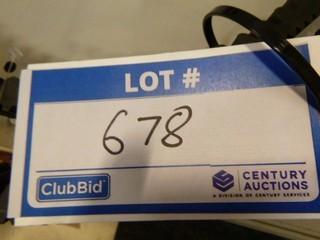 LOT #
678
ClubBid
CENTURY
AUCTIONS
A DIVISION OF CENTURY SERVICES